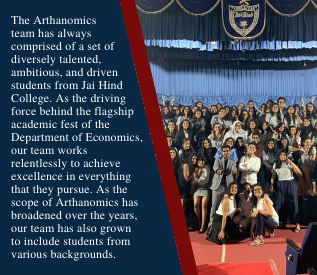 The Arthanomics
team has always
comprised of a set of
diversely talented,
ambitious, and driven
students from Jai Hind
College. As the driving
force behind the flagship
academic fest of the
Department of Economics,
our team works
relentlessly to achieve
excellence in everything
that they pursue. As the
scope of Arthanomics has
broadened over the years,
our team has also grown
to include students from
various backgrounds.